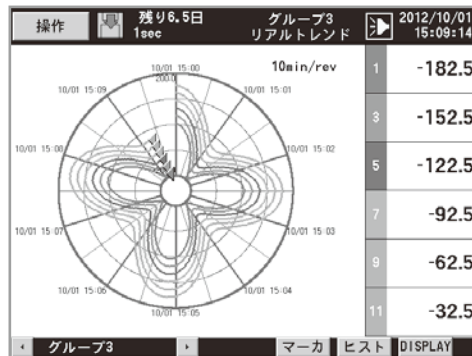 操作
残り6.5日
1sec
グループ3
リアルトレンド
2012/10/01
15:09:14
10min/rev
10/01 15:00
200.0
10/01 15:01
10/01 15:02
10/01 15:03
10/01 15:04
10/01 15:05
10/01 15:06
10/01 15:07
10/01 15:08
10/01 15:09
1 -182.5
3 -152.5
5 -122.5
7 -92.5
9 -62.5
11 -32.5
グループ3
マーカ
ヒスト
DISPLAY